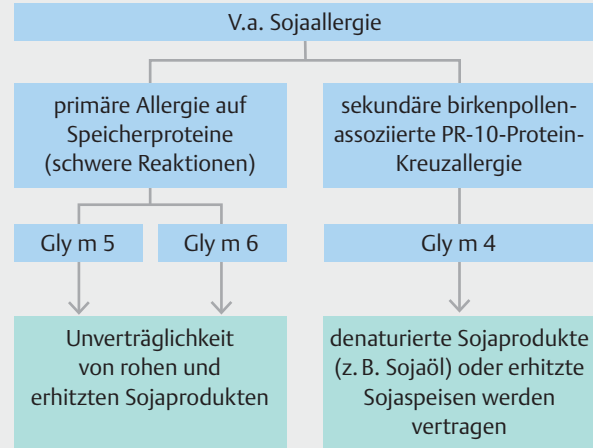 V.a. Sojaallergie
primäre Allergie auf
Speicherproteine
(schwere Reaktionen)
sekundäre birkenpollen-
assoziierte PR-10-Protein-
Kreuzallergie
Gly m 5
Gly m 6
Gly m 4
Unverträglichkeit
von rohen und
erhitzten Sojaprodukten
denaturierte Sojaprodukte
(z. B. Sojaöl) oder erhitzte
Sojaspeisen werden
vertragen